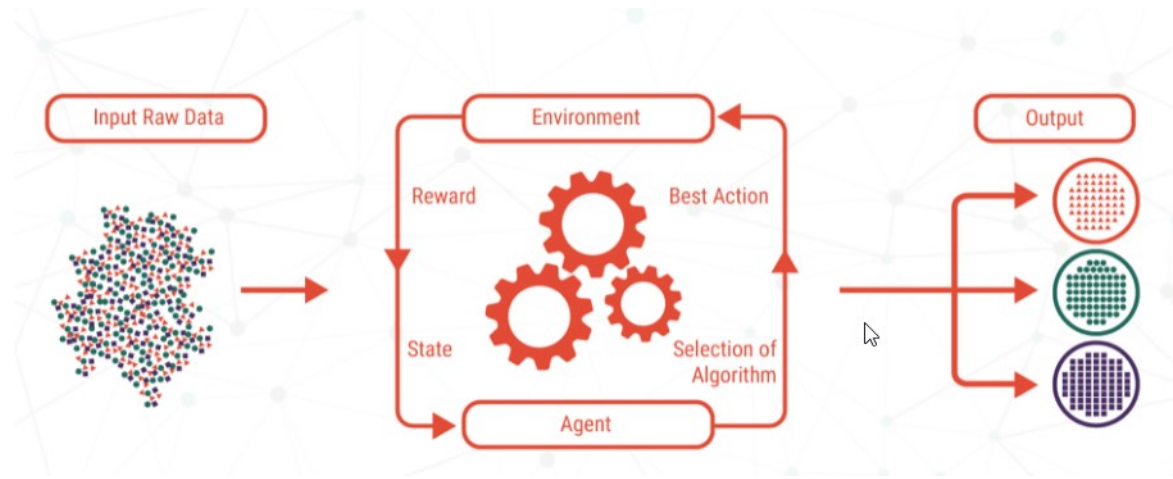 Input Raw Data
Environment
Output
Reward
Best Action
State
Selection of
Algorithm
Agent